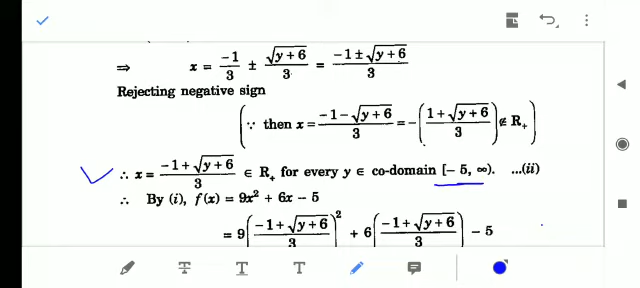 ⇒ x = -1/3 ± √(y+6)/3 = (-1 ± √(y+6))/3
Rejecting negative sign
(∵ then x = (-1 - √(y+6))/3 = -((1 + √(y+6))/3) ∉ R₊)
∴ x = (-1 + √(y+6))/3 ∈ R₊ for every y ∈ co-domain [– 5, ∞). ...(ii)
∴ By (i), f(x) = 9x² + 6x – 5
= 9((-1 + √(y+6))/3)² + 6((-1 + √(y+6))/3) – 5
T T T